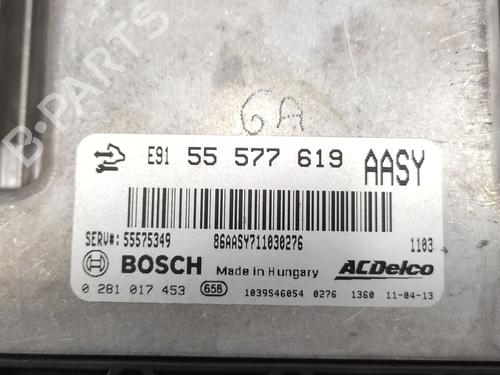 B-PARTS
6A
E91 55 577 619 AASY
SERV#: 55575349 86AASY711030276 1103
BOSCH Made in Hungary ACDelco
0 281 017 453 658 1039S46054 0276 1360 11-04-13